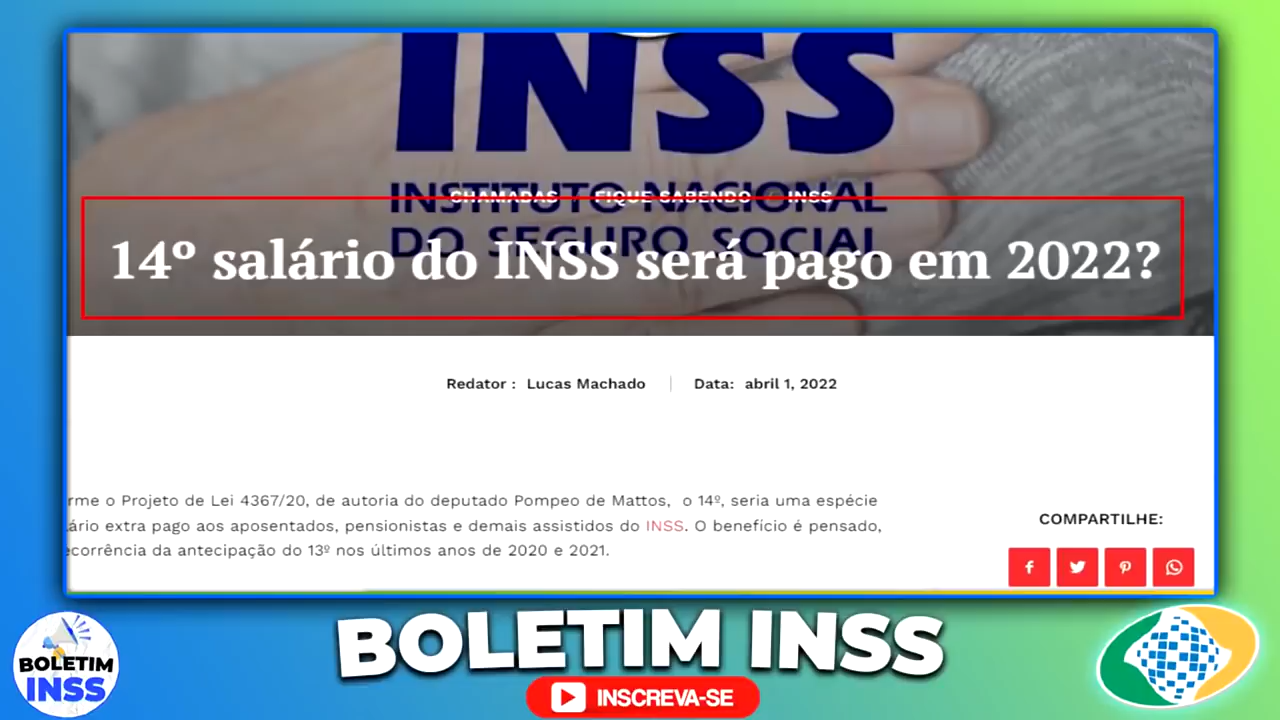 INSS
INSTITUTO NACIONAL
DO SEGURO SOCIAL
CHAMADAS FIQUE SABENDO INSS
14º salário do INSS será pago em 2022?
Redator : Lucas Machado | Data: abril 1, 2022
rme o Projeto de Lei 4367/20, de autoria do deputado Pompeo de Mattos, o 14º, seria uma espécie
ário extra pago aos aposentados, pensionistas e demais assistidos do INSS. O benefício é pensado,
ecorrência da antecipação do 13º nos últimos anos de 2020 e 2021.
COMPARTILHE:
BOLETIM INSS
INSCREVA-SE
BOLETIM
INSS